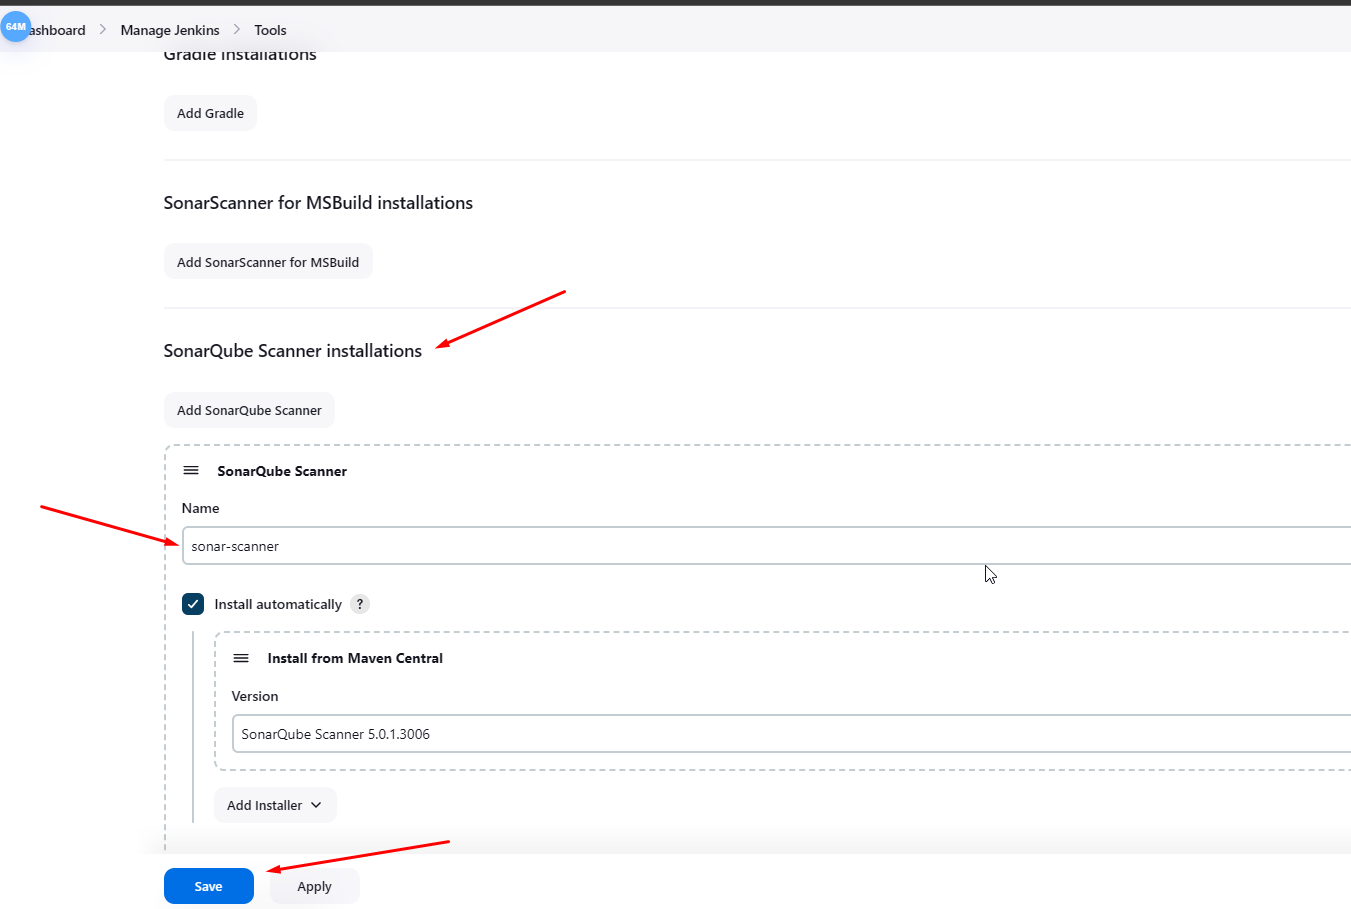 64M ashboard > Manage Jenkins > Tools
Gradle installations
Add Gradle
SonarScanner for MSBuild installations
Add SonarScanner for MSBuild
SonarQube Scanner installations
Add SonarQube Scanner
SonarQube Scanner
Name
sonar-scanner
Install automatically ?
Install from Maven Central
Version
SonarQube Scanner 5.0.1.3006
Add Installer
Save Apply